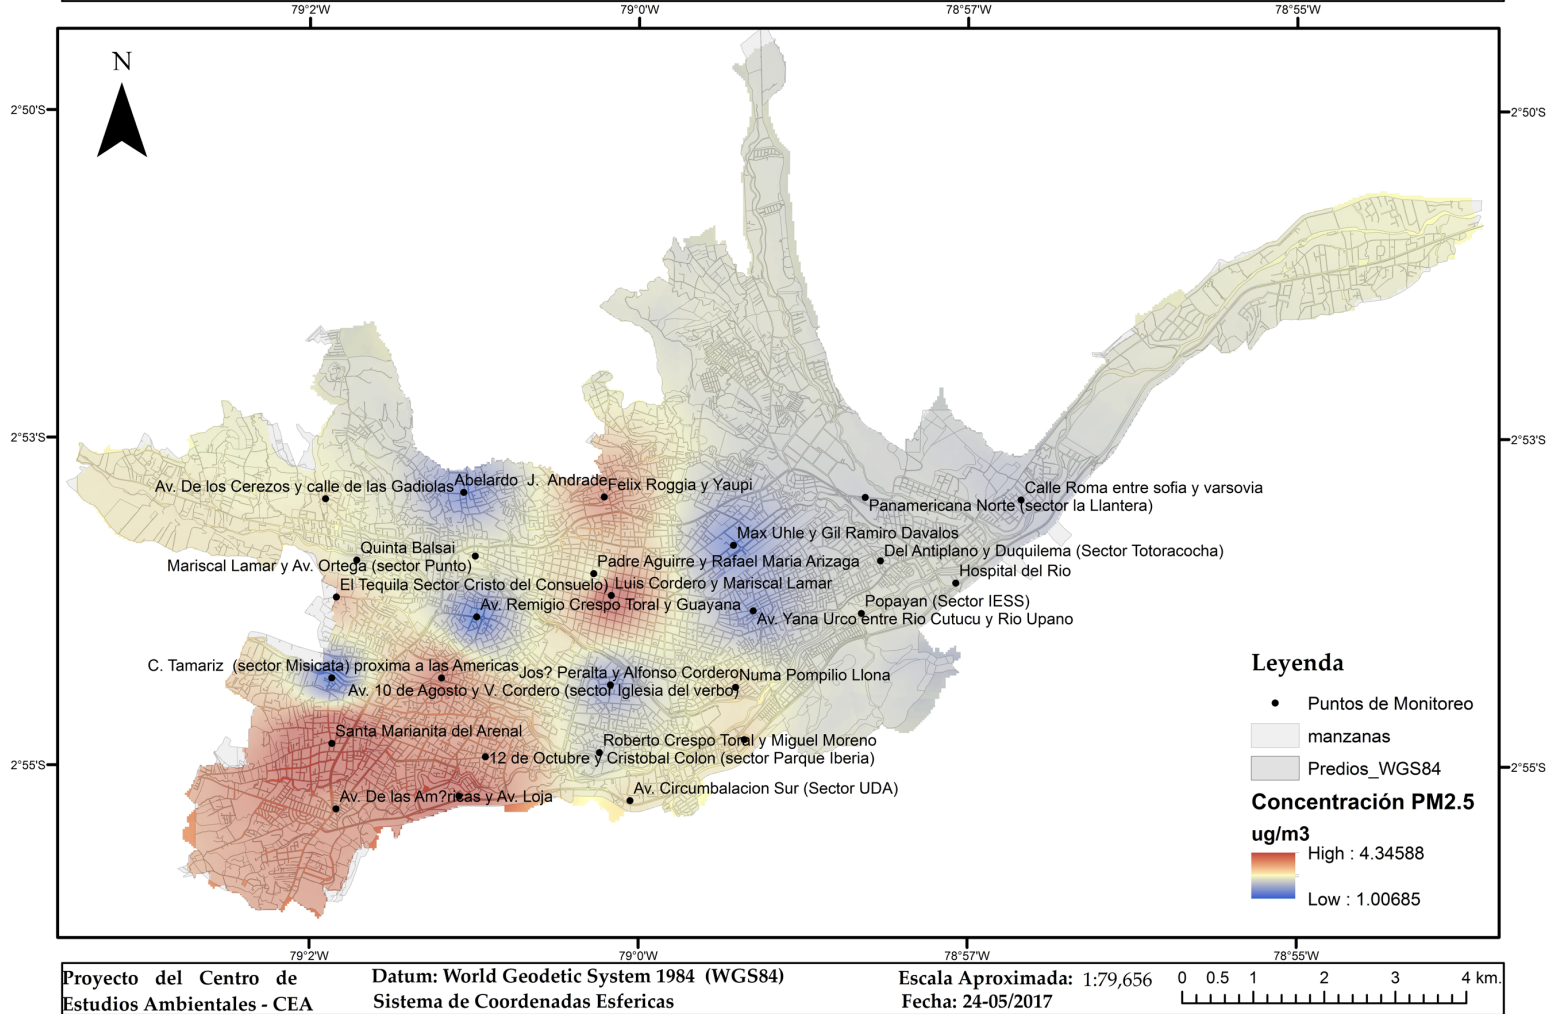 79°2'W 79°0'W 78°57'W 78°55'W
N
2°50'S 2°50'S
2°53'S 2°53'S
Av. De los Cerezos y calle de las Gadiolas
Abelardo J. Andrade
Felix Roggia y Yaupi
Calle Roma entre sofia y varsovia
Panamericana Norte (sector la Llantera)
Max Uhle y Gil Ramiro Davalos
Quinta Balsai
Del Antiplano y Duquilema (Sector Totoracocha)
Mariscal Lamar y Av. Ortega (sector Punto)
Padre Aguirre y Rafael Maria Arizaga
Hospital del Rio
El Tequila Sector Cristo del Consuelo)
Luis Cordero y Mariscal Lamar
Av. Remigio Crespo Toral y Guayana
Popayan (Sector IESS)
Av. Yana Urco entre Rio Cutucu y Rio Upano
C. Tamariz (sector Misicata) proxima a las Americas
Jos? Peralta y Alfonso Cordero
Numa Pompilio Llona
Av. 10 de Agosto y V. Cordero (sector Iglesia del verbo)
Santa Marianita del Arenal
Roberto Crespo Toral y Miguel Moreno
12 de Octubre y Cristobal Colon (sector Parque Iberia)
2°55'S 2°55'S
Av. De las Am?ricas y Av. Loja
Av. Circumbalacion Sur (Sector UDA)
Leyenda
Puntos de Monitoreo
manzanas
Predios_WGS84
Concentración PM2.5
ug/m3
High : 4.34588
Low : 1.00685
79°2'W 79°0'W 78°57'W 78°55'W
Proyecto del Centro de
Estudios Ambientales - CEA
Datum: World Geodetic System 1984 (WGS84)
Sistema de Coordenadas Esfericas
Escala Aproximada: 1:79,656
Fecha: 24-05/2017
0 0.5 1 2 3 4 km.